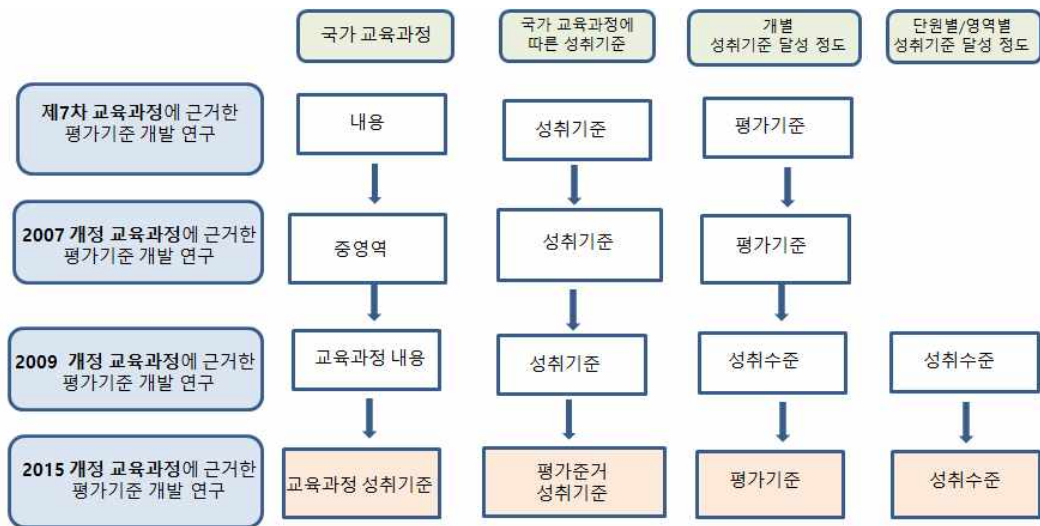 국가 교육과정
국가 교육과정에
따른 성취기준
개별
성취기준 달성 정도
단원별/영역별
성취기준 달성 정도
제7차 교육과정에 근거한
평가기준 개발 연구
내용
성취기준
평가기준
2007 개정 교육과정에 근거한
평가기준 개발 연구
중영역
성취기준
평가기준
2009 개정 교육과정에 근거한
평가기준 개발 연구
교육과정 내용
성취기준
성취수준
성취수준
2015 개정 교육과정에 근거한
평가기준 개발 연구
교육과정 성취기준
평가준거
성취기준
평가기준
성취수준